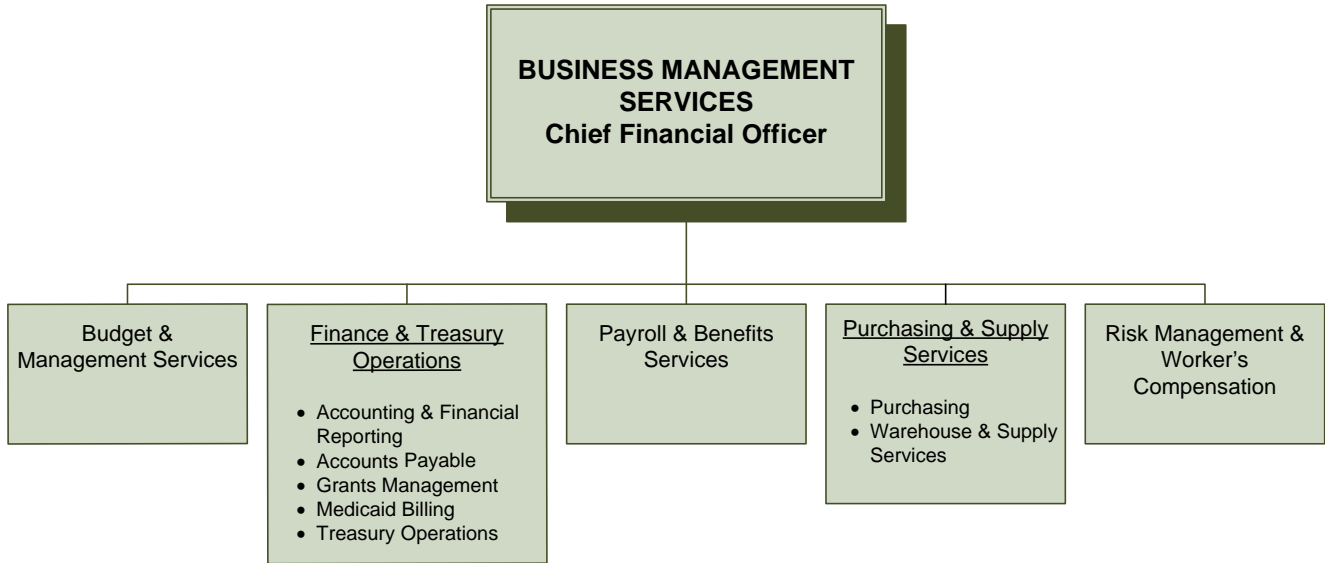 BUSINESS MANAGEMENT
SERVICES
Chief Financial Officer
Budget &
Management Services
Finance & Treasury
Operations
• Accounting & Financial
Reporting
• Accounts Payable
• Grants Management
• Medicaid Billing
• Treasury Operations
Payroll & Benefits
Services
Purchasing & Supply
Services
• Purchasing
• Warehouse & Supply
Services
Risk Management &
Worker's
Compensation